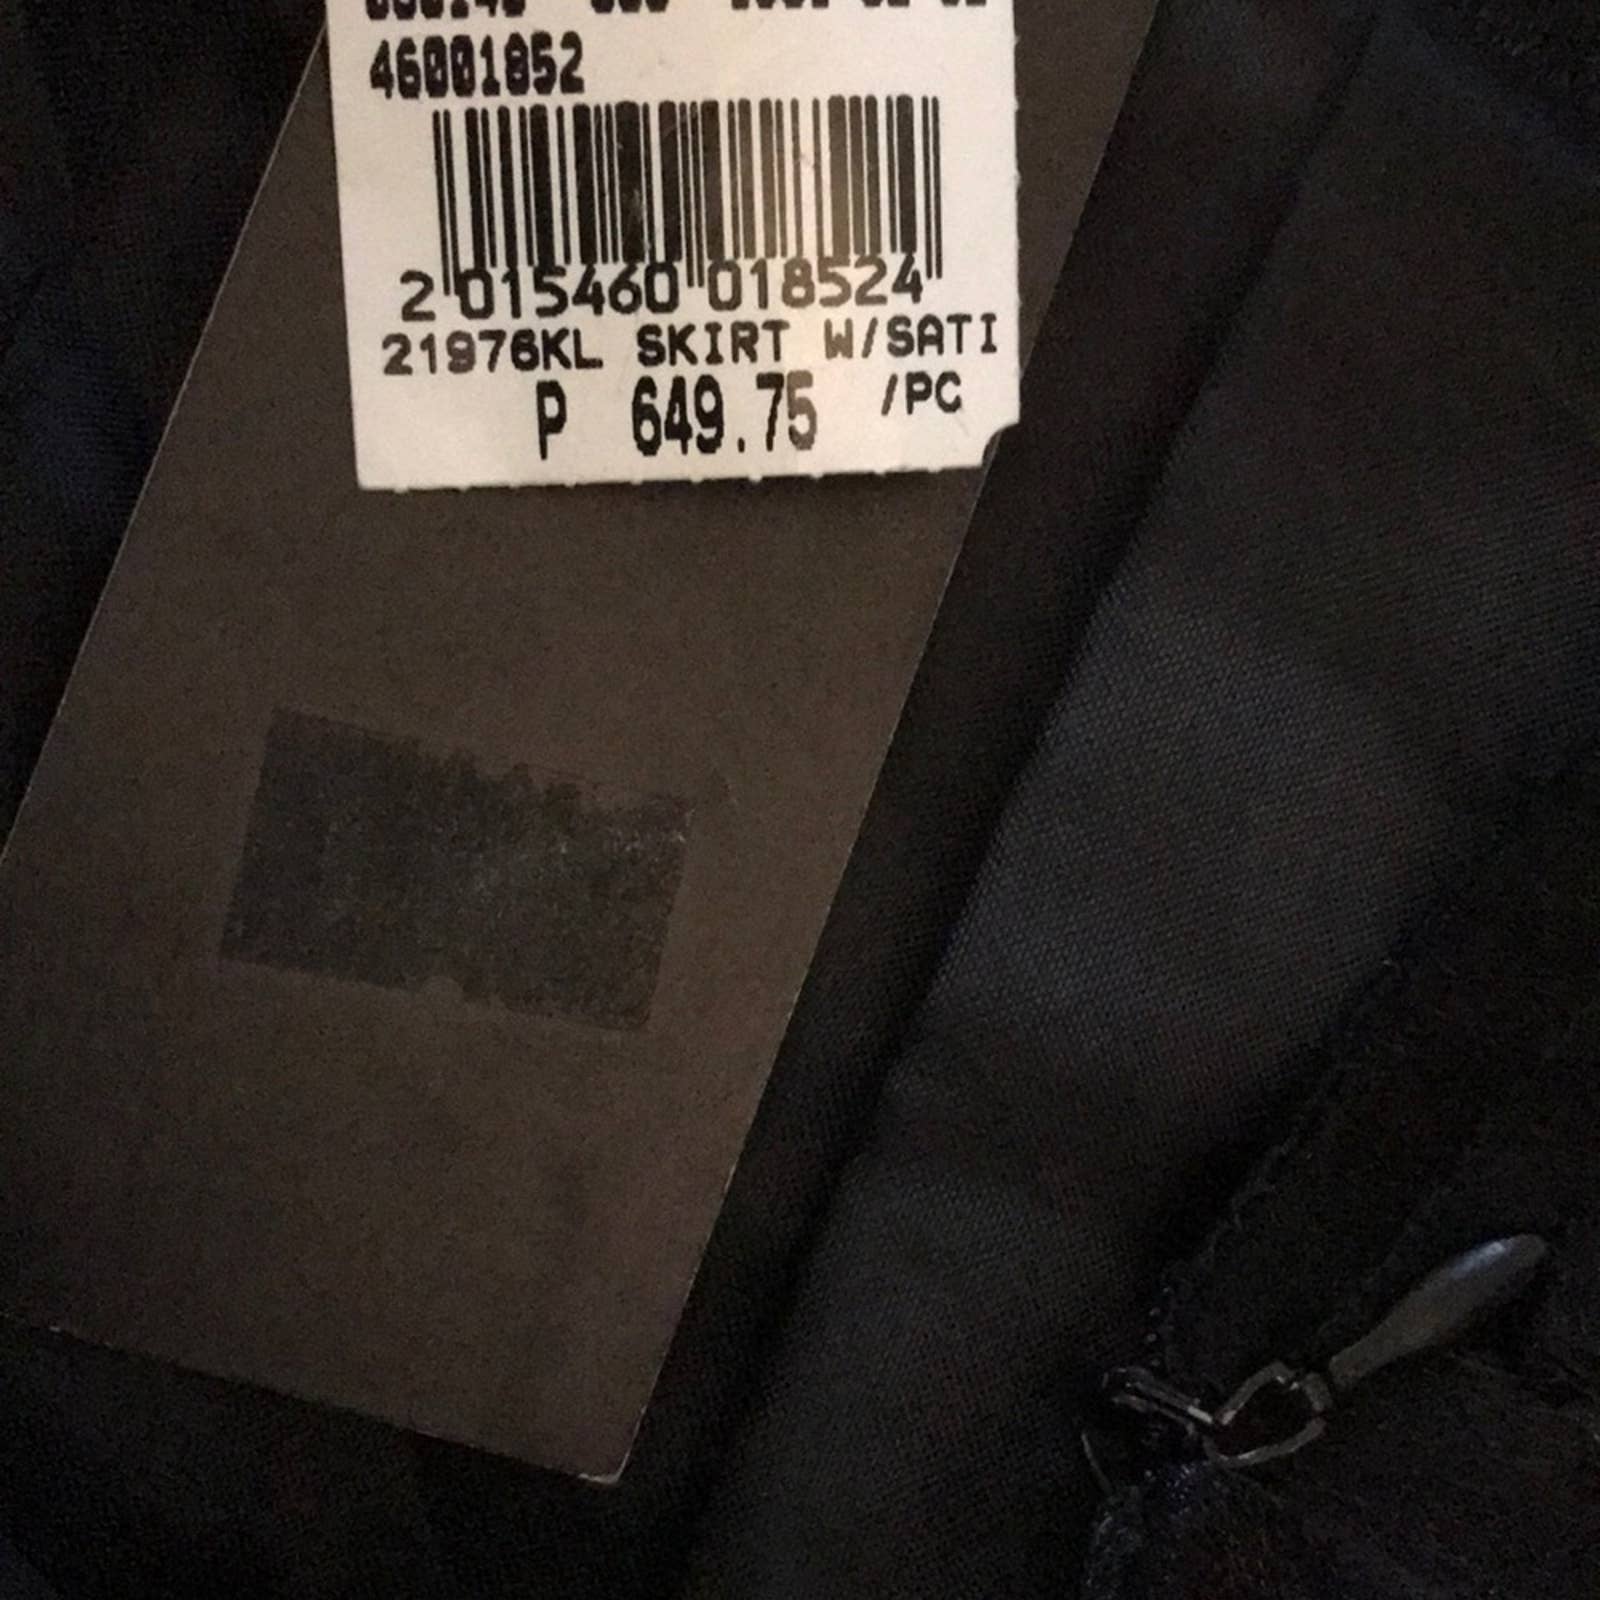 46001852
2 015460 018524
21976KL SKIRT W/SATI
P 649.75 /PC